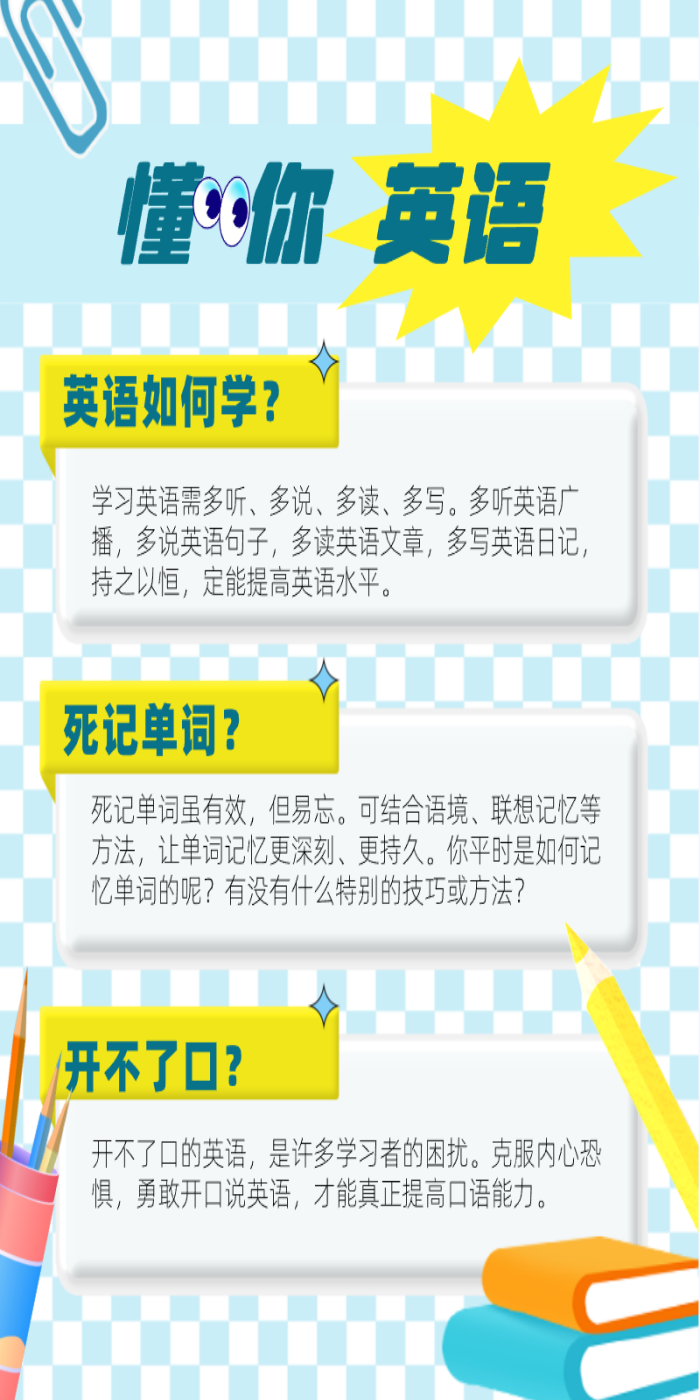 懂你 英语
英语如何学?
学习英语需多听、多说、多读、多写。多听英语广
播，多说英语句子，多读英语文章，多写英语日记，
持之以恒，定能提高英语水平。
死记单词?
死记单词虽有效，但易忘。可结合语境、联想记忆等
方法，让单词记忆更深刻、更持久。你平时是如何记
忆单词的呢？有没有什么特别的技巧或方法？
开不了口?
开不了口的英语，是许多学习者的困扰。克服内心恐
惧，勇敢开口说英语，才能真正提高口语能力。